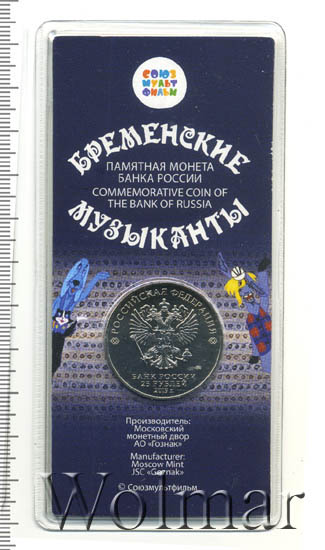 СОЮЗ
МУЛЬТ
ФИЛЬМ
БРЕМЕНСКИЕ
ПАМЯТНАЯ МОНЕТА
БАНКА РОССИИ
COMMEMORATIVE COIN OF
THE BANK OF RUSSIA
МУЗЫКАНТЫ
РОССИЙСКАЯ ФЕДЕРАЦИЯ
БАНК РОССИИ
25 РУБЛЕЙ
2019 г.
Производитель:
Московский
монетный двор
АО «Гознак»
Manufacturer:
Moscow Mint
JSC «Goznak»
© Союзмультфильм
Wolmar